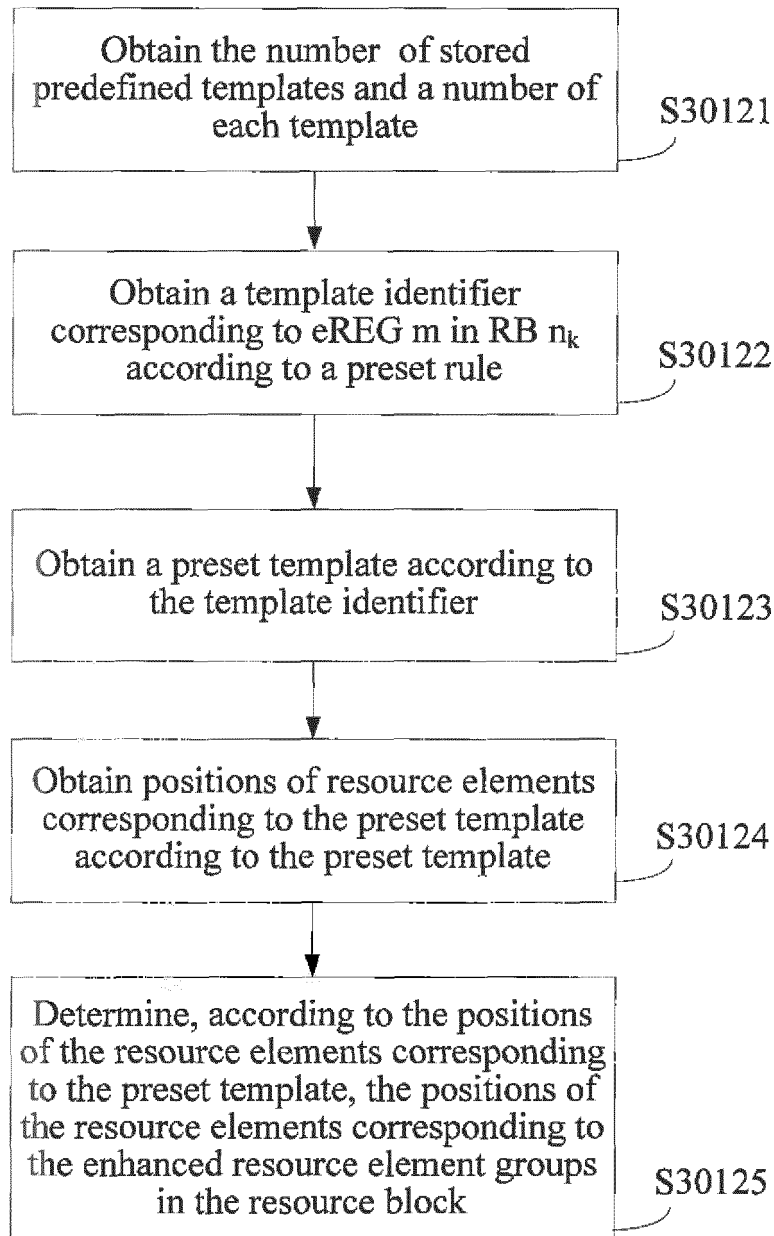 Obtain the number of stored
predefined templates and a number of
each template
S30121
Obtain a template identifier
corresponding to eREG m in RB nk
according to a preset rule
S30122
Obtain a preset template according to
the template identifier
S30123
Obtain positions of resource elements
corresponding to the preset template
according to the preset template
S30124
Determine, according to the positions
of the resource elements corresponding
to the preset template, the positions of
the resource elements corresponding to
the enhanced resource element groups
in the resource block
S30125